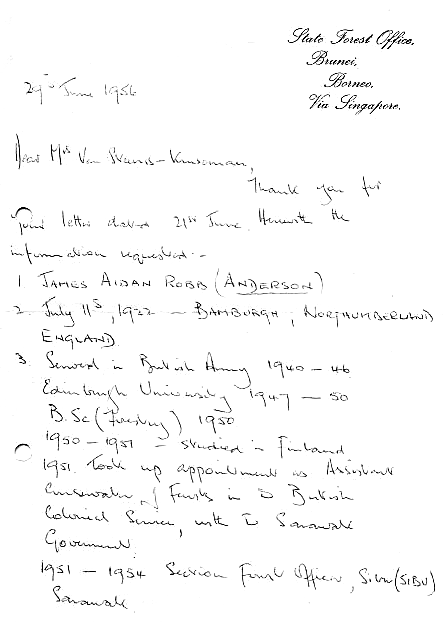 State Forest Office,
Brunei,
Borneo.
Via Singapore.
29th June 1956
Dear Mrs Van Steenis-Kruseman,
Thank you for
your letter dated 21st June. Herewith the
information requested :-
1. JAMES AIDAN ROBB (ANDERSON)
2. July 11th, 1922 - BAMBURGH, NORTHUMBERLAND
ENGLAND.
3. Served in British Army 1940 - 46
Edinburgh University 1947 - 50
B.Sc (Forestry) 1950
1950 - 1951 - studied in Finland
1951. Took up appointment as Assistant
Conservator of Forests in the British
Colonial Service, with the Sarawak
Government.
1951 - 1954 Section Forest Officer, Sibu (SIBU)
Sarawak